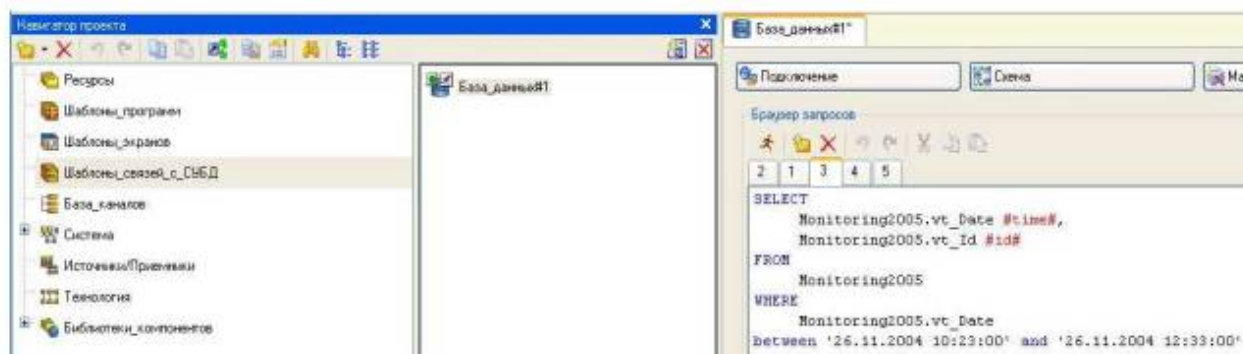 Навигатор проекта
Ресурсы
Шаблоны_программ
Шаблоны_экранов
Шаблоны_связей_с_СУБД
База_каналов
Система
Источники/Приемники
Технология
Библиотеки_компонентов
База_данных#1
База_данных#1*
Подключение
Схема
Ма
Браузер запросов
2 1 3 4 5
SELECT
Monitoring2005.vt_Date #time#,
Monitoring2005.vt_Id #id#
FROM
Monitoring2005
WHERE
Monitoring2005.vt_Date
between '26.11.2004 10:23:00' and '26.11.2004 12:33:00'